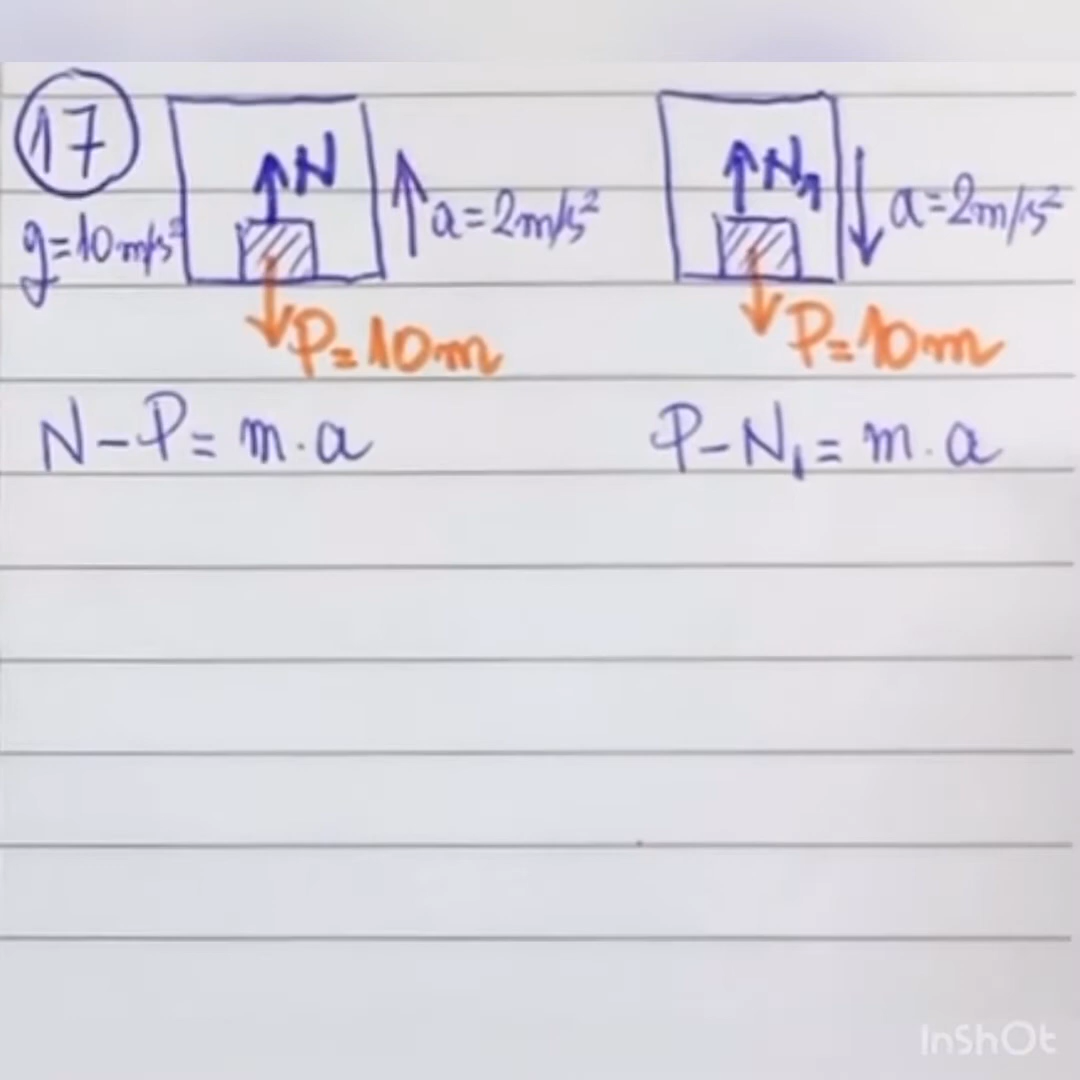 17
N
a=2m/s²
g=10m/s²
P=10m
N-P=m·a
N₁
a=2m/s²
P=10m
P-N₁=m·a
InShOt